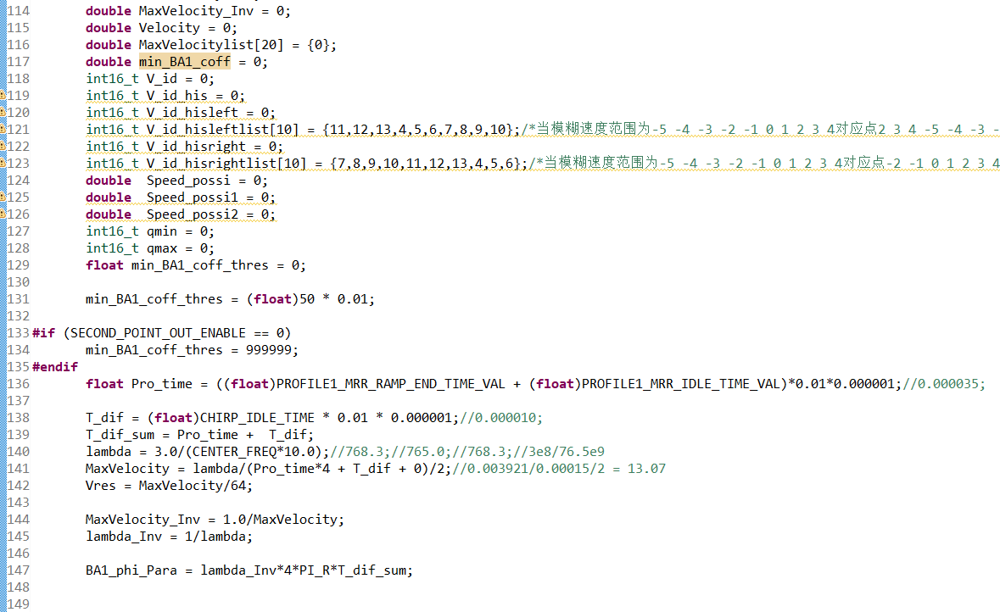 114 double MaxVelocity_Inv = 0;
115 double Velocity = 0;
116 double MaxVelocitylist[20] = {0};
117 double min_BA1_coff = 0;
118 int16_t V_id = 0;
119 int16_t V_id_his = 0;
120 int16_t V_id_hisleft = 0;
121 int16_t V_id_hisleftlist[10] = {11,12,13,4,5,6,7,8,9,10};/*当模糊速度范围为-5 -4 -3 -2 -1 0 1 2 3 4对应点2 3 4 -5 -4 -3 -
122 int16_t V_id_hisright = 0;
123 int16_t V_id_hisrightlist[10] = {7,8,9,10,11,12,13,4,5,6};/*当模糊速度范围为-5 -4 -3 -2 -1 0 1 2 3 4对应点-2 -1 0 1 2 3 4
124 double  Speed_possi = 0;
125 double  Speed_possi1 = 0;
126 double  Speed_possi2 = 0;
127 int16_t qmin = 0;
128 int16_t qmax = 0;
129 float min_BA1_coff_thres = 0;
130
131 min_BA1_coff_thres = (float)50 * 0.01;
132
133 #if (SECOND_POINT_OUT_ENABLE == 0)
134 min_BA1_coff_thres = 999999;
135 #endif
136 float Pro_time = ((float)PROFILE1_MRR_RAMP_END_TIME_VAL + (float)PROFILE1_MRR_IDLE_TIME_VAL)*0.01*0.000001;//0.000035;
137
138 T_dif = (float)CHIRP_IDLE_TIME * 0.01 * 0.000001;//0.000010;
139 T_dif_sum = Pro_time +  T_dif;
140 lambda = 3.0/(CENTER_FREQ*10.0);//768.3;//765.0;//768.3;//3e8/76.5e9
141 MaxVelocity = lambda/(Pro_time*4 + T_dif + 0)/2;//0.003921/0.00015/2 = 13.07
142 Vres = MaxVelocity/64;
143
144 MaxVelocity_Inv = 1.0/MaxVelocity;
145 lambda_Inv = 1/lambda;
146
147 BA1_phi_Para = lambda_Inv*4*PI_R*T_dif_sum;
148
149